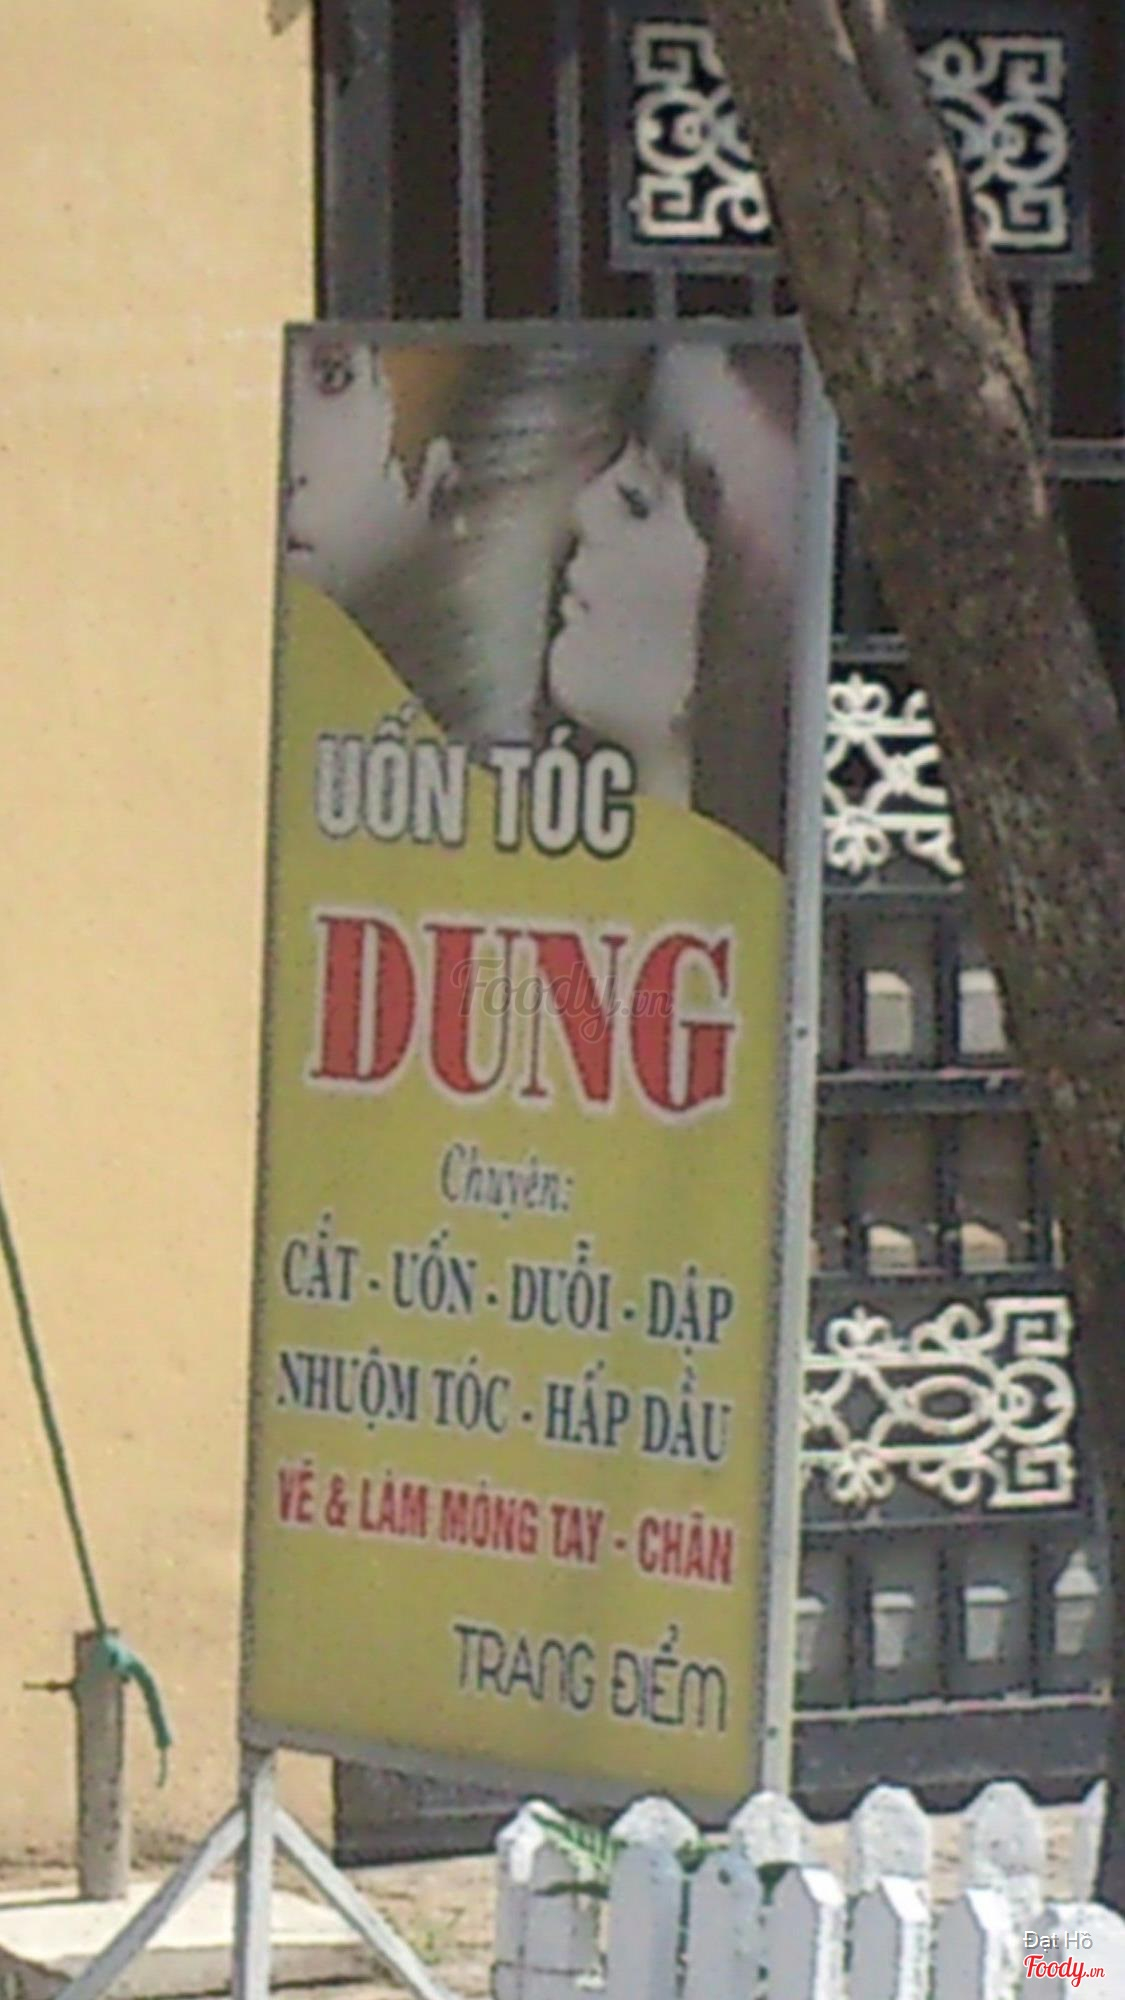 UỐN TÓC
DUNG
Foody.vn
Chuyên:
CẮT - UỐN - DUỖI - DẬP
NHUỘM TÓC - HẤP DẦU
VẼ & LÀM MÓNG TAY - CHÂN
TRANG ĐIỂM
Đạt Hồ
Foody.vn